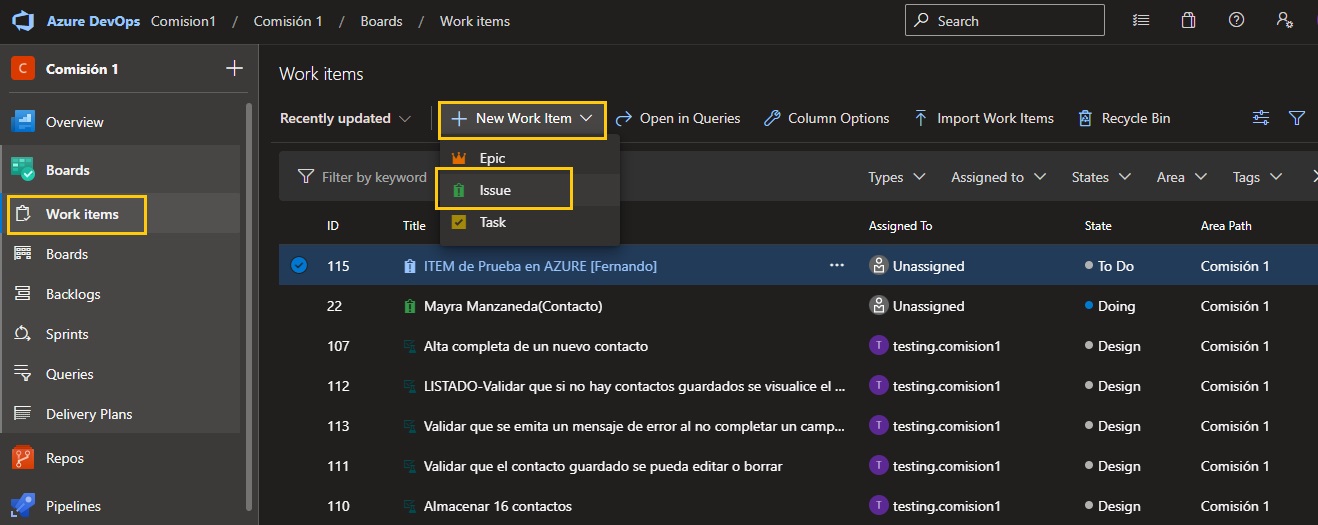 Azure DevOps Comision1 / Comisión 1 / Boards / Work items Search
C Comisión 1
Work items
Recently updated New Work Item Open in Queries Column Options Import Work Items Recycle Bin
Overview
Epic
Boards
Filter by keyword Issue Types Assigned to States Area Tags
Work items
Task
ID Title Assigned To State Area Path
Boards
115 ITEM de Prueba en AZURE [Fernando] ... Unassigned To Do Comisión 1
Backlogs
22 Mayra Manzaneda(Contacto) Unassigned Doing Comisión 1
Sprints
107 Alta completa de un nuevo contacto T testing.comision1 Design Comisión 1
Queries
112 LISTADO-Validar que si no hay contactos guardados se visualice el ... T testing.comision1 Design Comisión 1
Delivery Plans
113 Validar que se emita un mensaje de error al no completar un camp... T testing.comision1 Design Comisión 1
Repos
111 Validar que el contacto guardado se pueda editar o borrar T testing.comision1 Design Comisión 1
Pipelines
110 Almacenar 16 contactos T testing.comision1 Design Comisión 1